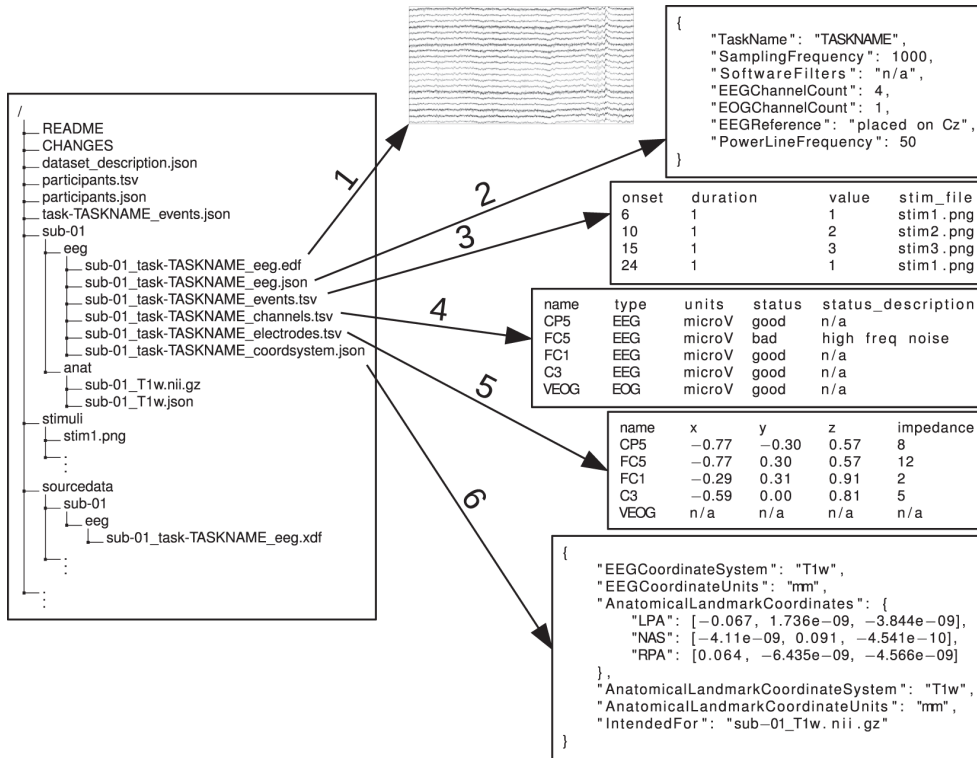 /
README
CHANGES
dataset_description.json
participants.tsv
participants.json
task-TASKNAME_events.json
sub-01
eeg
sub-01_task-TASKNAME_eeg.edf
sub-01_task-TASKNAME_eeg.json
sub-01_task-TASKNAME_events.tsv
sub-01_task-TASKNAME_channels.tsv
sub-01_task-TASKNAME_electrodes.tsv
sub-01_task-TASKNAME_coordsystem.json
anat
sub-01_T1w.nii.gz
sub-01_T1w.json
stimuli
stim1.png
⋮
sourcedata
sub-01
eeg
sub-01_task-TASKNAME_eeg.xdf
⋮
⋮
1
2
3
4
5
6
{
"TaskName": "TASKNAME",
"SamplingFrequency": 1000,
"SoftwareFilters": "n/a",
"EEGChannelCount": 4,
"EOGChannelCount": 1,
"EEGReference": "placed on Cz",
"PowerLineFrequency": 50
}
onset duration value stim_file
6 1 1 stim1.png
10 1 2 stim2.png
15 1 3 stim3.png
24 1 1 stim1.png
name type units status status_description
CP5 EEG microV good n/a
FC5 EEG microV bad high freq noise
FC1 EEG microV good n/a
C3 EEG microV good n/a
VEOG EOG microV good n/a
name x y z impedance
CP5 −0.77 −0.30 0.57 8
FC5 −0.77 0.30 0.57 12
FC1 −0.29 0.31 0.91 2
C3 −0.59 0.00 0.81 5
VEOG n/a n/a n/a n/a
{
"EEGCoordinateSystem": "T1w",
"EEGCoordinateUnits": "mm",
"AnatomicalLandmarkCoordinates": {
"LPA": [−0.067, 1.736e−09, −3.844e−09],
"NAS": [−4.11e−09, 0.091, −4.541e−10],
"RPA": [0.064, −6.435e−09, −4.566e−09]
},
"AnatomicalLandmarkCoordinateSystem": "T1w",
"AnatomicalLandmarkCoordinateUnits": "mm",
"IntendedFor": "sub−01_T1w.nii.gz"
}